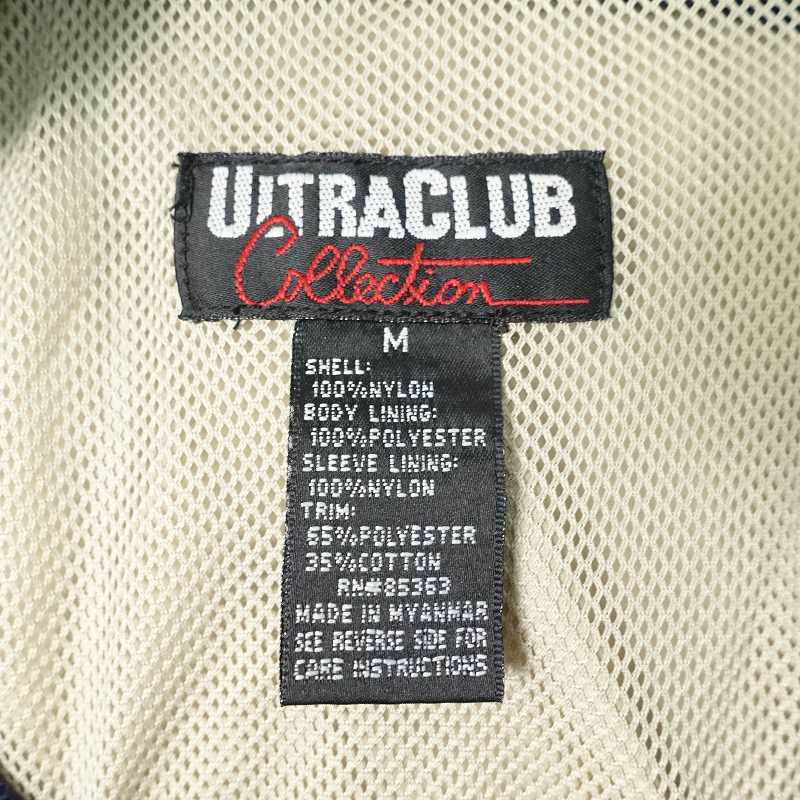 ULTRACLUB
Collection
M
SHELL:
100%NYLON
BODY LINING:
100%POLYESTER
SLEEVE LINING:
100%NYLON
TRIM:
65%POLYESTER
35%COTTON
RN#85363
MADE IN MYANMAR
SEE REVERSE SIDE FOR
CARE INSTRUCTIONS